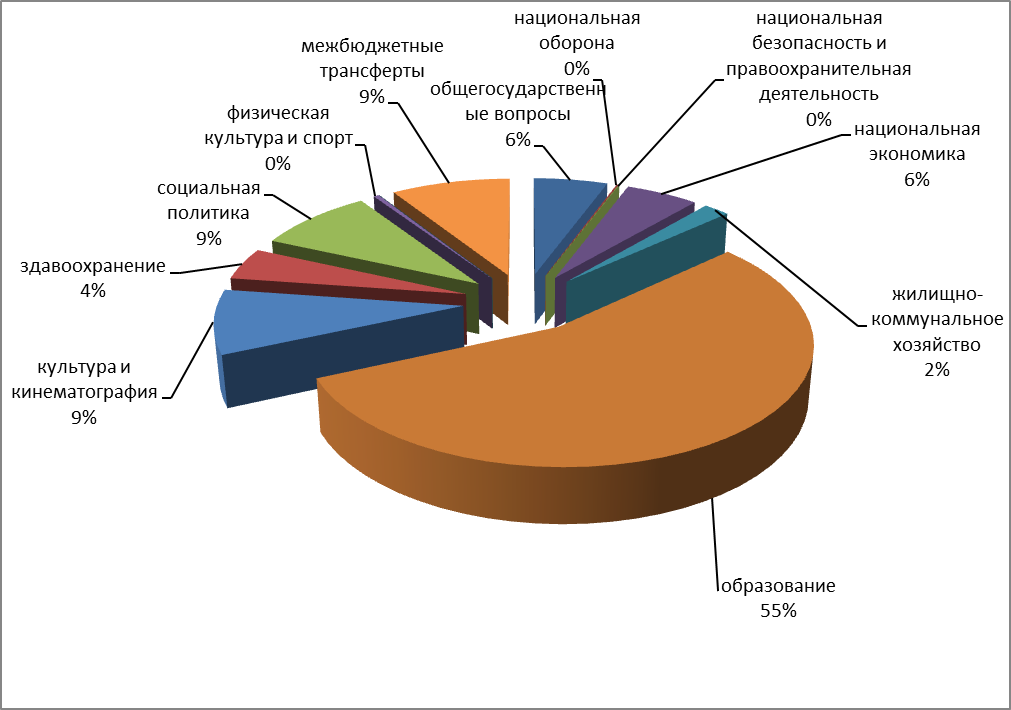 национальная
оборона
0%
национальная
безопасность и
правоохранительная
деятельность
0%
межбюджетные
трансферты
9%
общегосударственн
ые вопросы
6%
физическая
культура и спорт
0%
национальная
экономика
6%
социальная
политика
9%
здавоохранение
4%
жилищно-
коммунальное
хозяйство
2%
культура и
кинематография
9%
образование
55%